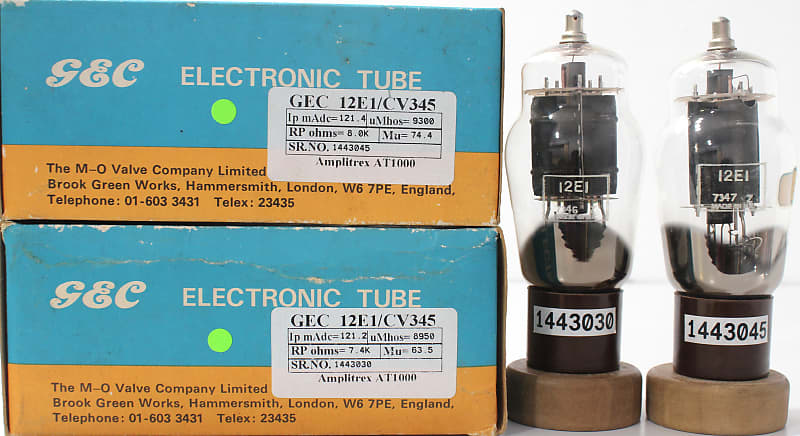 GEC ELECTRONIC TUBE
GEC 12E1/CV345
Ip mAdc= 121.4 uMhos= 9300
RP ohms= 8.0K Mu= 74.4
SR.NO. 1443045
Amplitrex AT1000
The M-O Valve Company Limited
Brook Green Works, Hammersmith, London, W6 7PE, England,
Telephone: 01-603 3431 Telex: 23435
GEC ELECTRONIC TUBE
GEC 12E1/CV345
Ip mAdc= 121.2 uMhos= 8950
RP ohms= 7.4K Mu= 63.5
SR.NO. 1443030
Amplitrex AT1000
The M-O Valve Company Limited
Brook Green Works, Hammersmith, London, W6 7PE, England,
Telephone: 01-603 3431 Telex: 23435
12E1
1443030
12E1
7347 Z
1443045